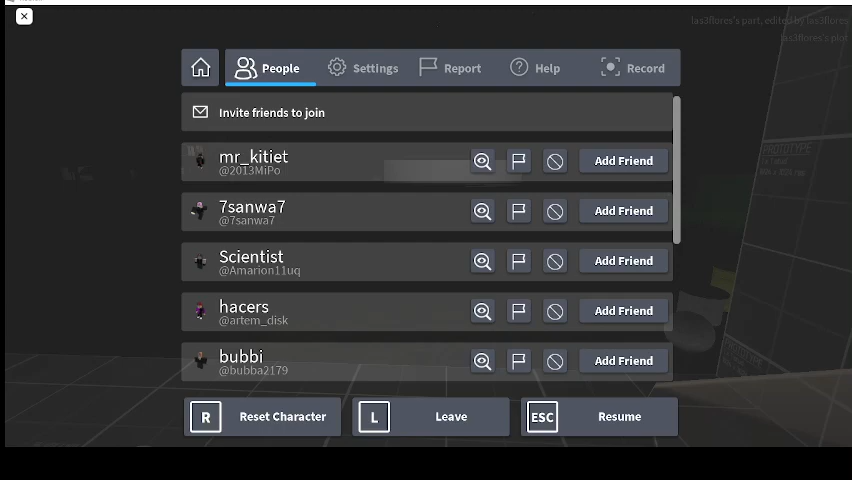 las3flores's part, edited by las3flores
las3flores's plot
People
Settings
Report
Help
Record
Invite friends to join
mr_kitiet
@2013MiPo
Add Friend
7sanwa7
@7sanwa7
Add Friend
Scientist
@Amarion11uq
Add Friend
hacers
@artem_disk
Add Friend
bubbi
@bubba2179
Add Friend
R
Reset Character
L
Leave
ESC
Resume
PROTOTYPE